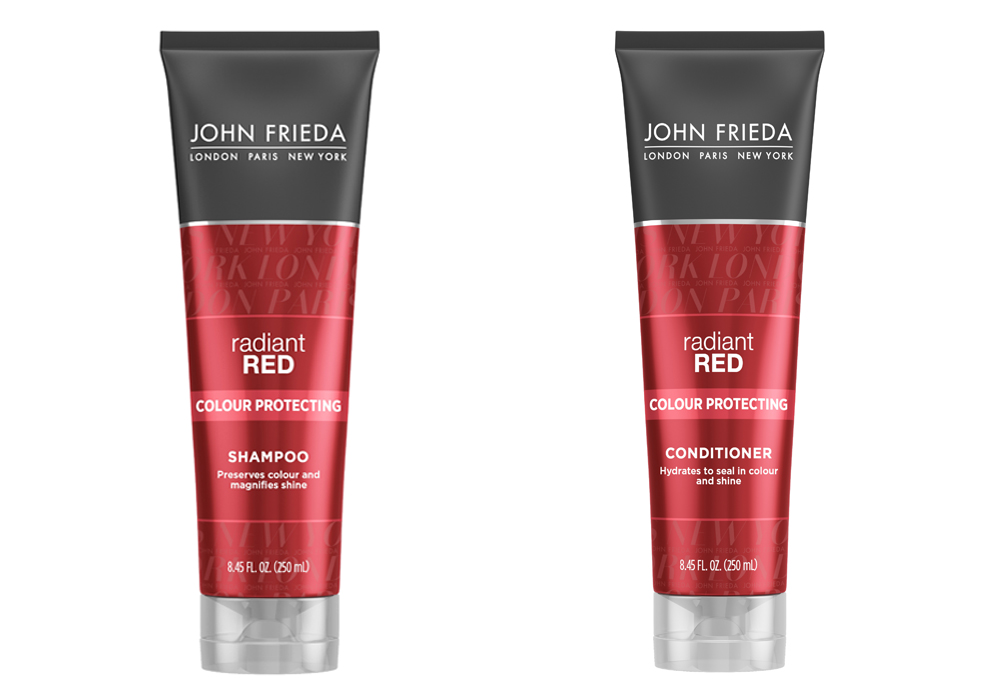 JOHN FRIEDA
LONDON PARIS NEW YORK
radiant
RED
COLOUR PROTECTING
SHAMPOO
Preserves colour and
magnifies shine
8.45 FL. OZ. (250 mL)
JOHN FRIEDA
LONDON PARIS NEW YORK
radiant
RED
COLOUR PROTECTING
CONDITIONER
Hydrates to seal in colour
and shine
8.45 FL. OZ. (250 mL)